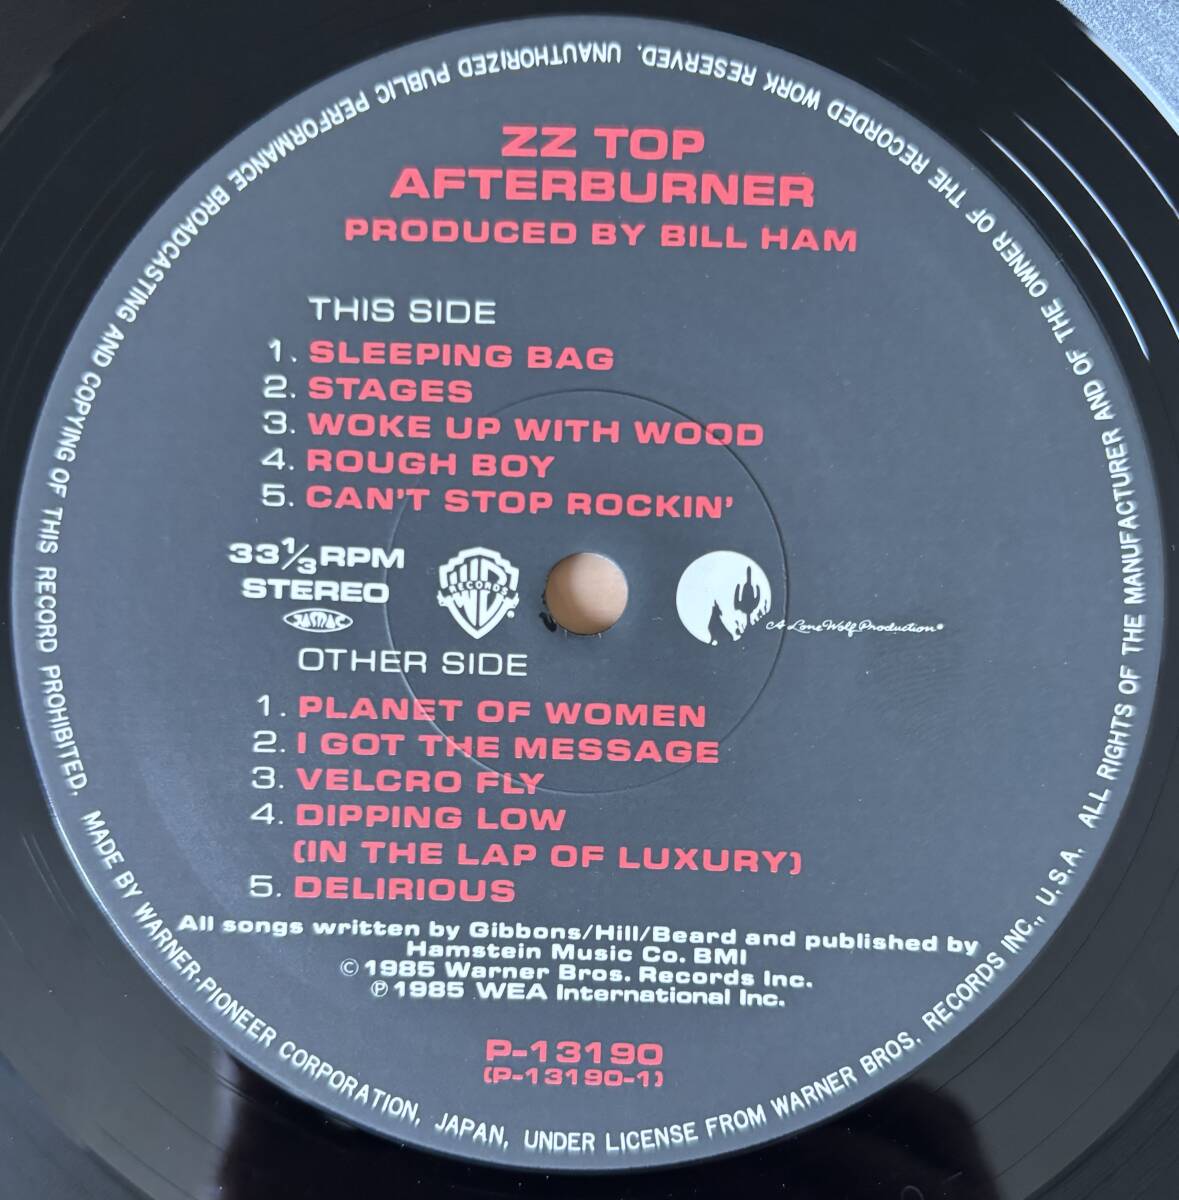 ZZ TOP
AFTERBURNER
PRODUCED BY BILL HAM
THIS SIDE
1. SLEEPING BAG
2. STAGES
3. WOKE UP WITH WOOD
4. ROUGH BOY
5. CAN'T STOP ROCKIN'
33 1/3 RPM
STEREO
JASRAC
W RECORDS
A Lone Wolf Production
OTHER SIDE
1. PLANET OF WOMEN
2. I GOT THE MESSAGE
3. VELCRO FLY
4. DIPPING LOW
(IN THE LAP OF LUXURY)
5. DELIRIOUS
All songs written by Gibbons/Hill/Beard and published by
Hamstein Music Co. BMI
© 1985 Warner Bros. Records Inc.
℗ 1985 WEA International Inc.
P-13190
(P-13190-1)
MADE BY WARNER-PIONEER CORPORATION, JAPAN, UNDER LICENSE FROM WARNER BROS. RECORDS INC., U.S.A. ALL RIGHTS OF THE MANUFACTURER AND OF THE OWNER OF THE RECORDED WORK RESERVED. UNAUTHORIZED PUBLIC PERFORMANCE BROADCASTING AND COPYING OF THIS RECORD PROHIBITED.